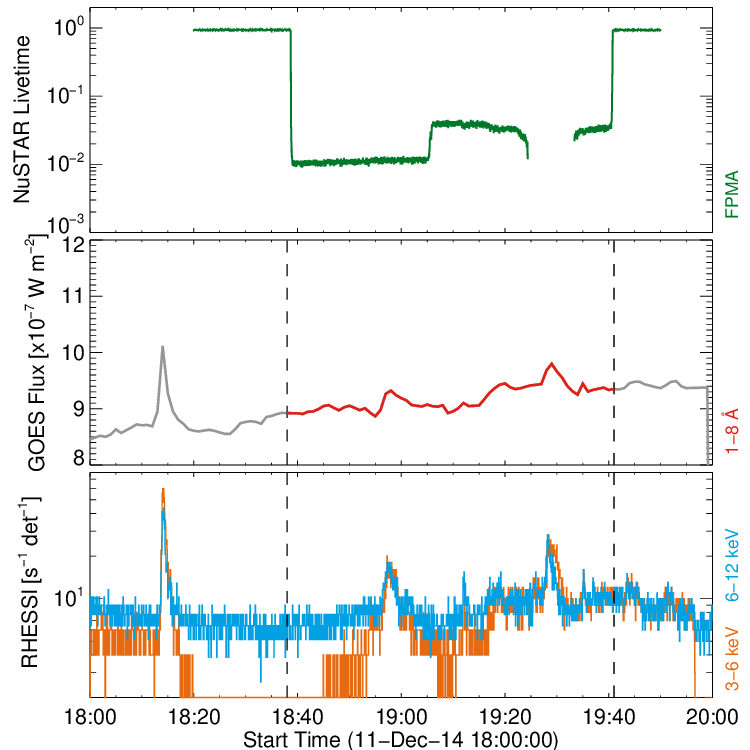 NuSTAR Livetime
10⁰
10⁻¹
10⁻²
10⁻³
FPMA
GOES Flux [x10⁻⁷ W m⁻²]
12
11
10
9
8
1−8 Å
RHESSI [s⁻¹ det⁻¹]
10¹
6−12 keV
3−6 keV
18:00 18:20 18:40 19:00 19:20 19:40 20:00
Start Time (11−Dec−14 18:00:00)